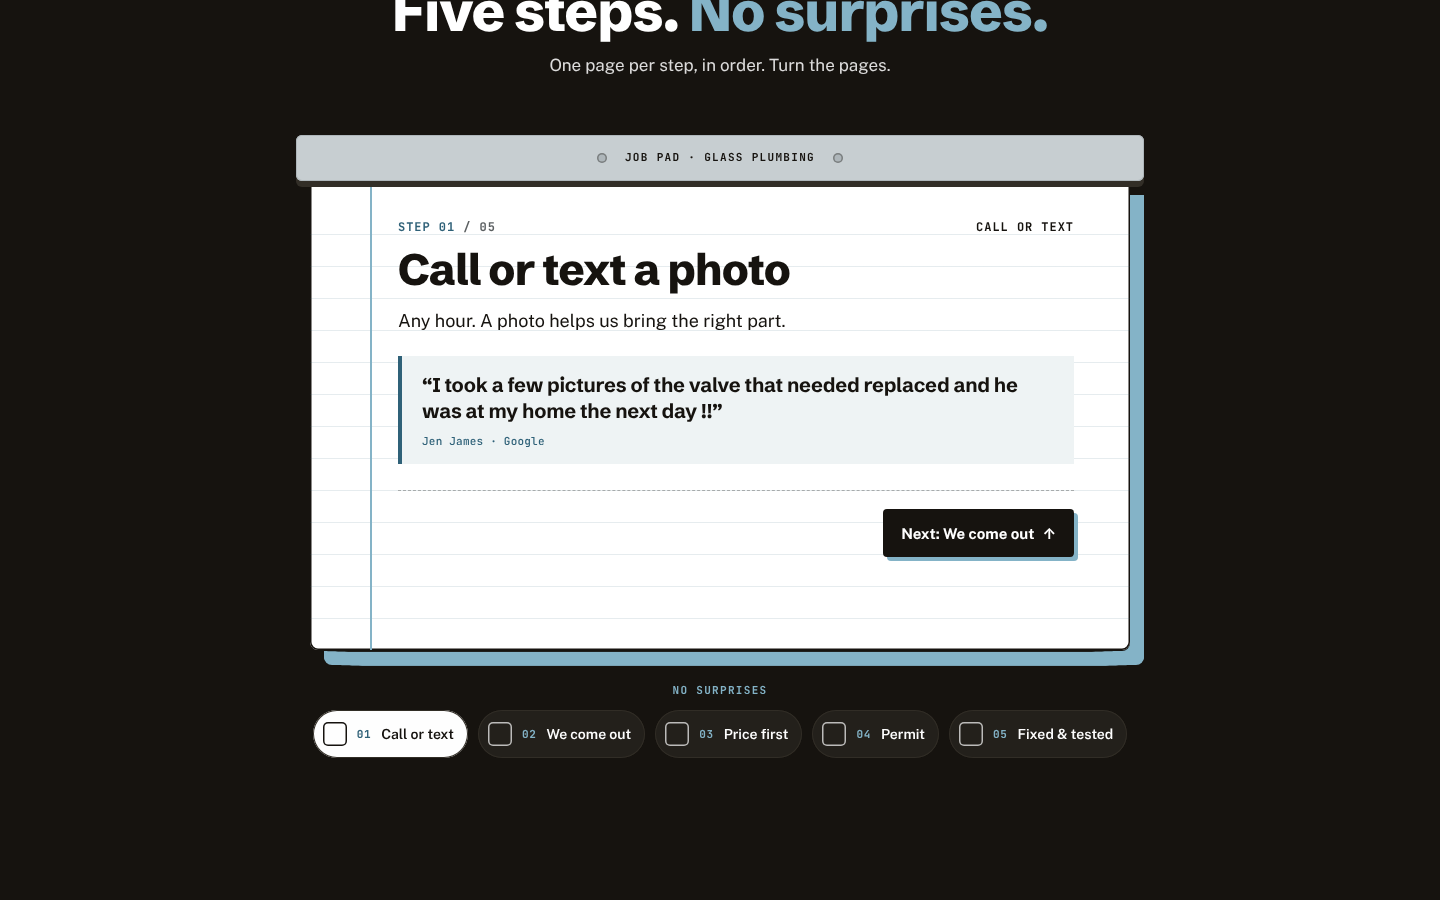 Five steps. No surprises.
One page per step, in order. Turn the pages.
JOB PAD · GLASS PLUMBING
STEP 01 / 05
CALL OR TEXT
Call or text a photo
Any hour. A photo helps us bring the right part.
“I took a few pictures of the valve that needed replaced and he
was at my home the next day !!”
Jen James · Google
Next: We come out ↑
NO SURPRISES
01 Call or text
02 We come out
03 Price first
04 Permit
05 Fixed & tested